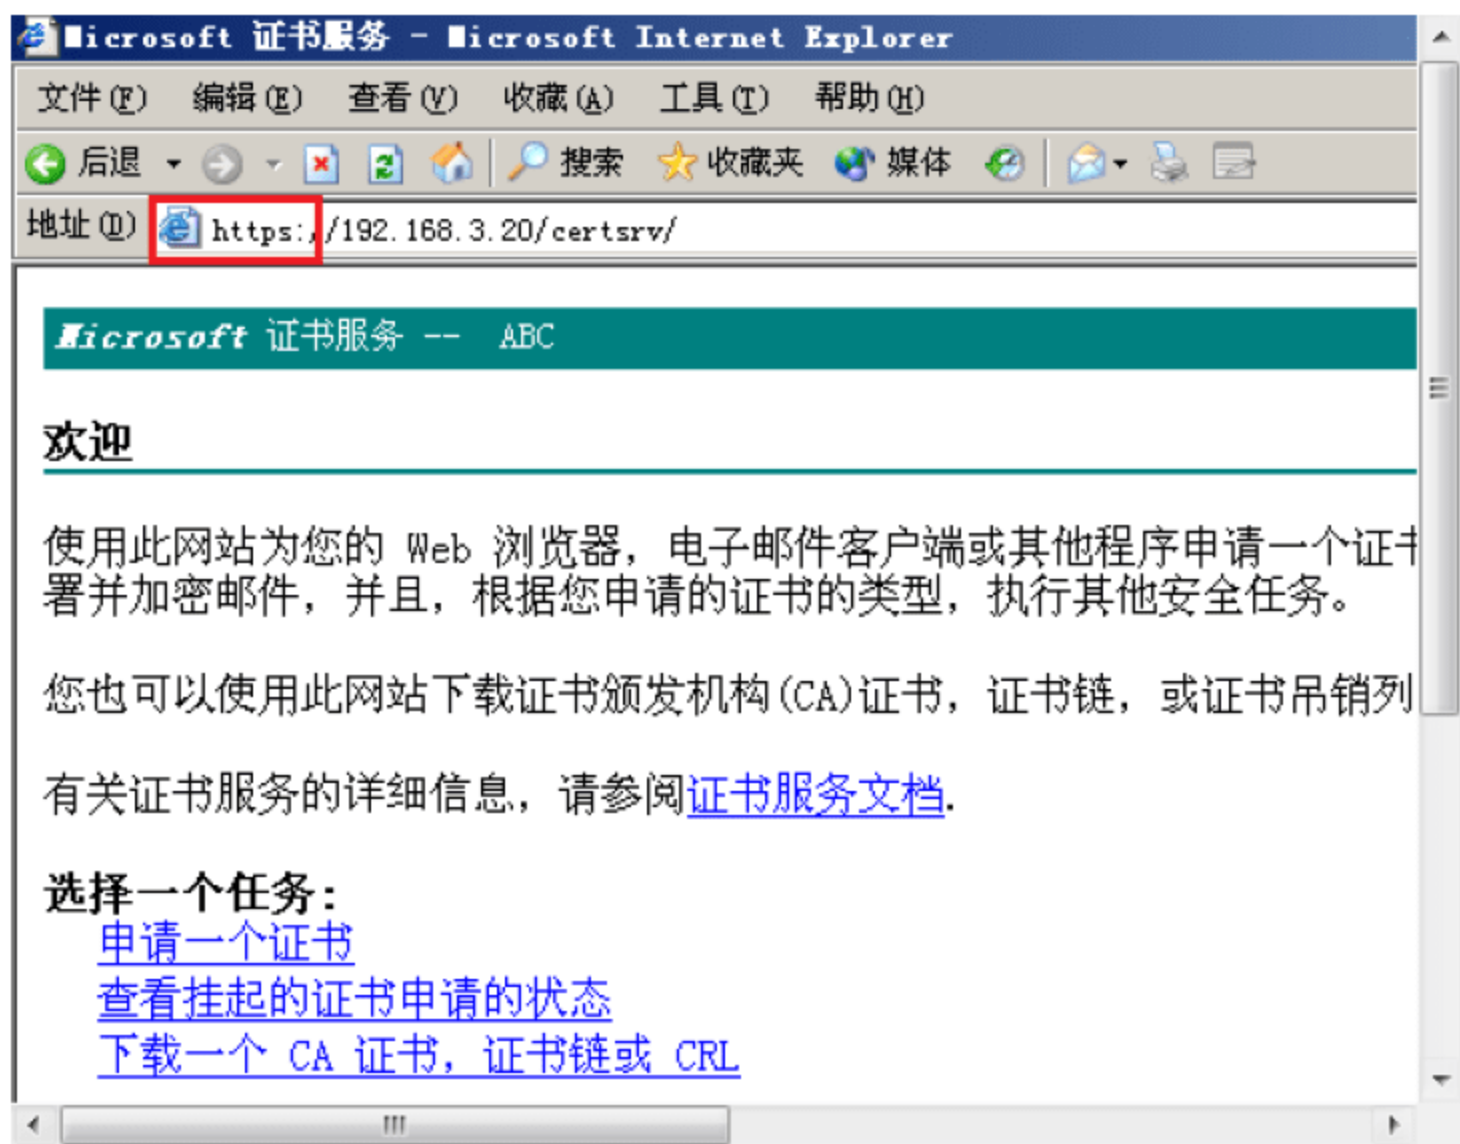 Microsoft 证书服务 - Microsoft Internet Explorer
文件(F) 编辑(E) 查看(V) 收藏(A) 工具(T) 帮助(H)
后退 搜索 收藏夹 媒体
地址(D) https://192.168.3.20/certsrv/
Microsoft 证书服务 -- ABC
欢迎
使用此网站为您的 Web 浏览器，电子邮件客户端或其他程序申请一个证书
署并加密邮件，并且，根据您申请的证书的类型，执行其他安全任务。
您也可以使用此网站下载证书颁发机构(CA)证书，证书链，或证书吊销列
有关证书服务的详细信息，请参阅证书服务文档.
选择一个任务:
申请一个证书
查看挂起的证书申请的状态
下载一个 CA 证书，证书链或 CRL